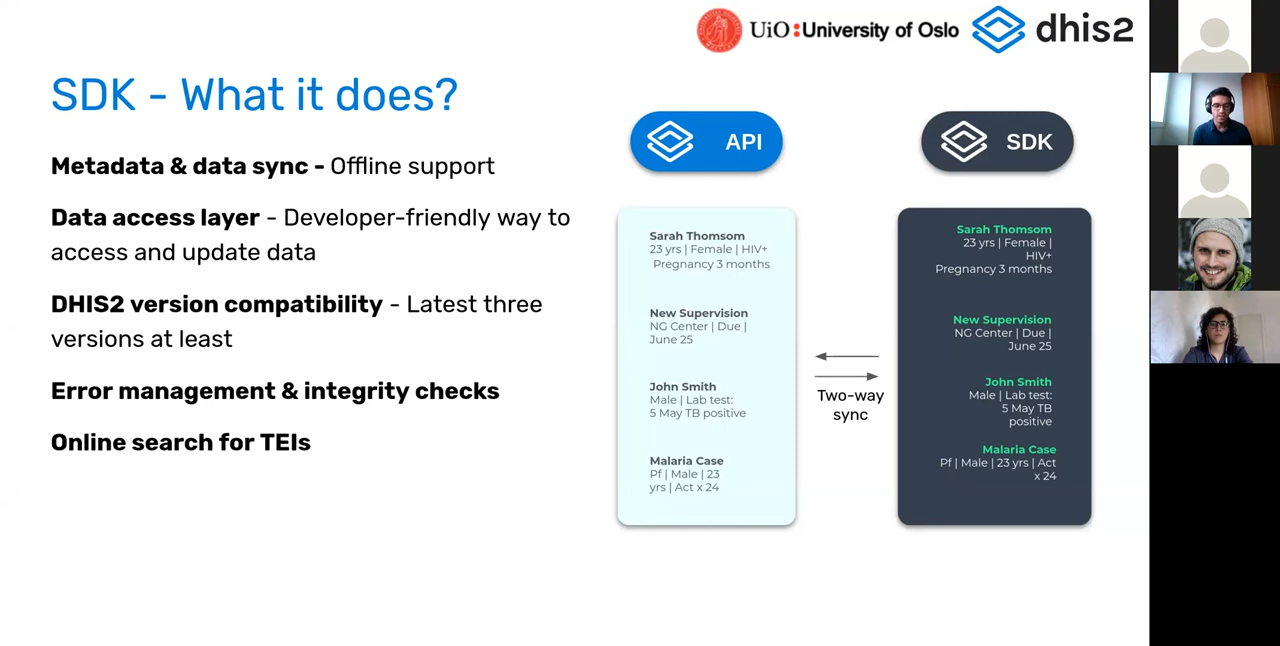 UiO:University of Oslo
dhis2
SDK - What it does?
Metadata & data sync - Offline support
Data access layer - Developer-friendly way to
access and update data
DHIS2 version compatibility - Latest three
versions at least
Error management & integrity checks
Online search for TEIs
API
Sarah Thomsom
23 yrs | Female | HIV+
Pregnancy 3 months
New Supervision
NG Center | Due |
June 25
John Smith
Male | Lab test:
5 May TB positive
Malaria Case
Pf | Male | 23
yrs | Act x 24
Two-way
sync
SDK
Sarah Thomsom
23 yrs | Female |
HIV+
Pregnancy 3 months
New Supervision
NG Center | Due |
June 25
John Smith
Male | Lab test:
5 May TB
positive
Malaria Case
Pf | Male | 23 yrs | Act
x 24